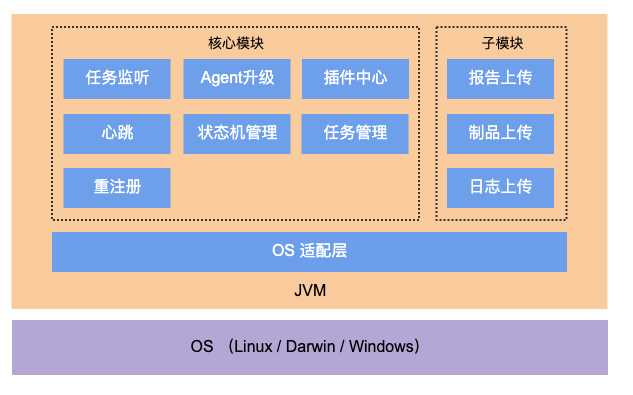 核心模块
子模块
任务监听
Agent升级
插件中心
报告上传
心跳
状态机管理
任务管理
制品上传
重注册
日志上传
OS 适配层
JVM
OS （Linux / Darwin / Windows）